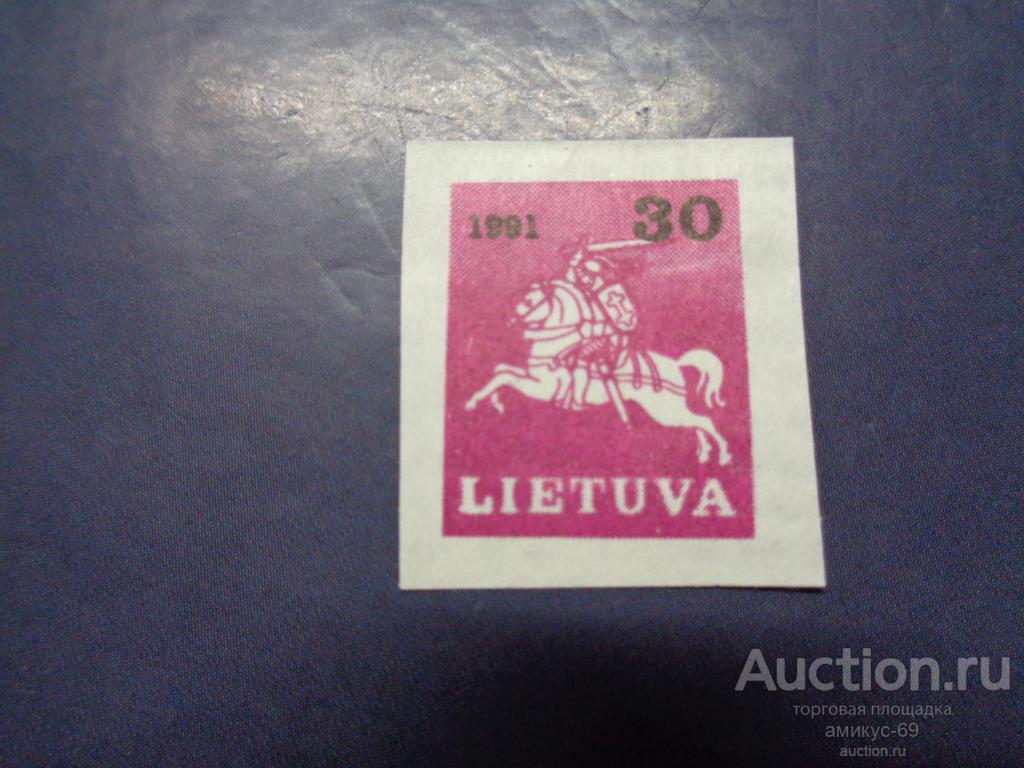 1991 30
LIETUVA
Auction.ru
торговая площадка
амикус-69
auction.ru